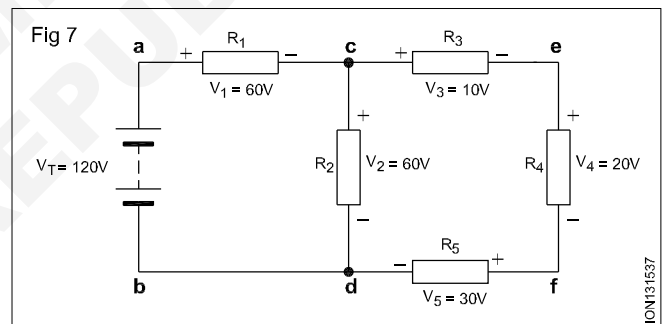 Fig 7
a
+ R1 -
c
+ R3 -
e
V1 = 60V
V3 = 10V
VT = 120V
+
R2
V2 = 60V
-
+
R4
V4 = 20V
-
b
d
- R5 +
f
V5 = 30V
ION131537